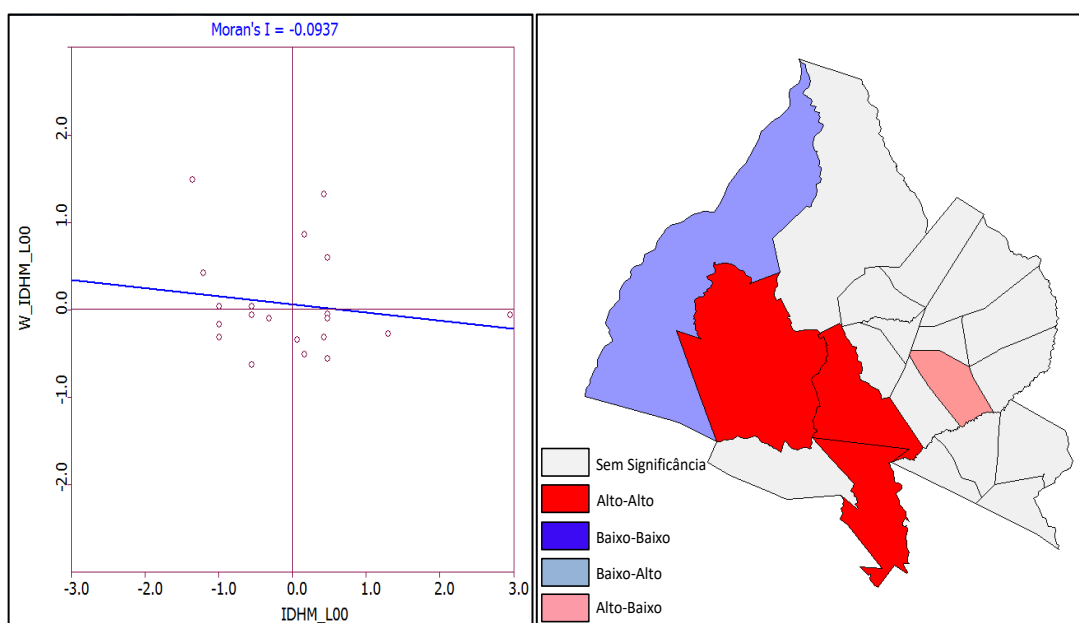 Moran's I = -0.0937
2.0
1.0
0.0
-1.0
-2.0
W_IDHM_L00
-3.0 -2.0 -1.0 0.0 1.0 2.0 3.0
IDHM_L00
Sem Significância
Alto-Alto
Baixo-Baixo
Baixo-Alto
Alto-Baixo